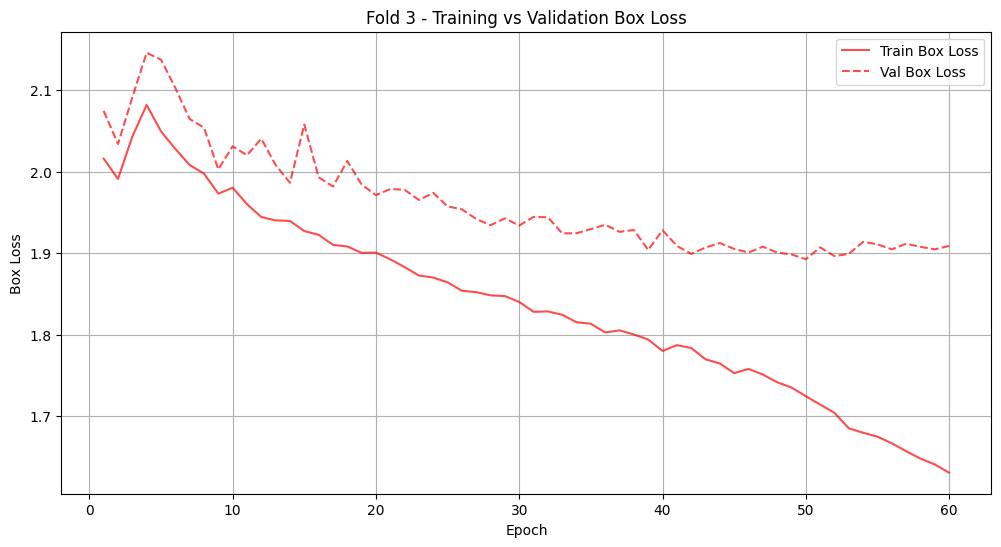 Fold 3 - Training vs Validation Box Loss
Train Box Loss
Val Box Loss
Box Loss
2.1
2.0
1.9
1.8
1.7
0 10 20 30 40 50 60
Epoch